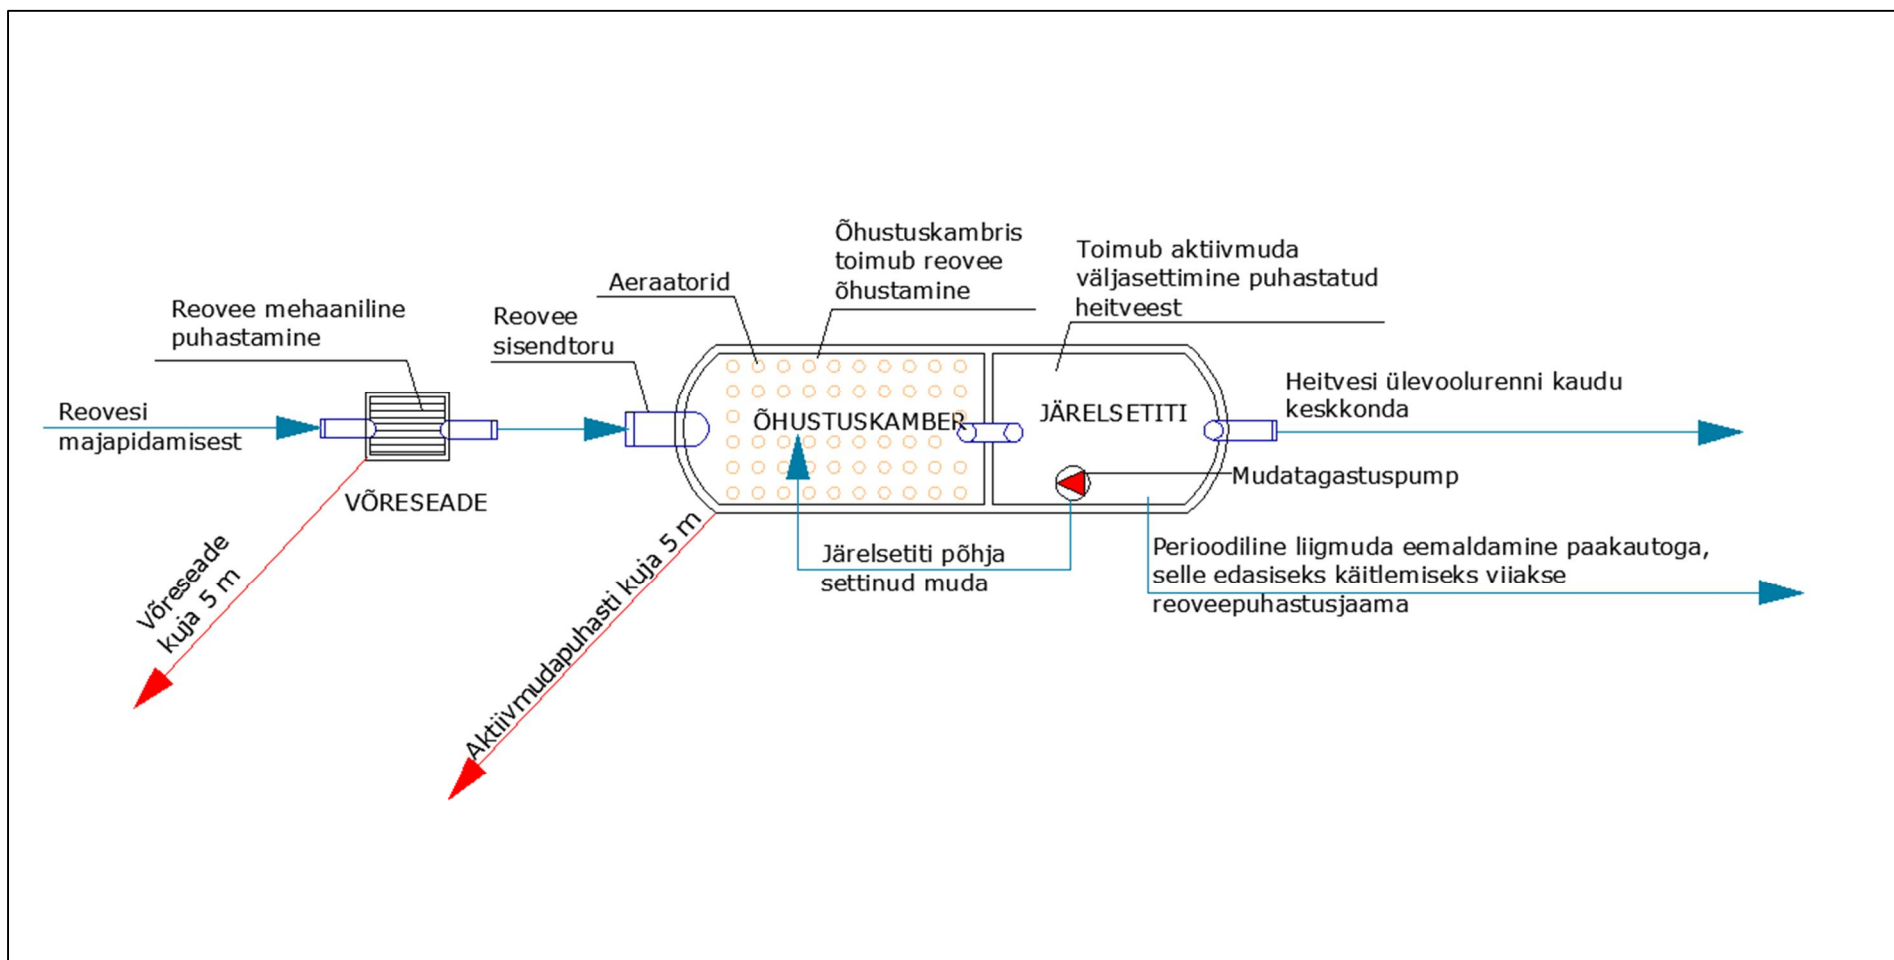 Õhustuskambris
toimub reovee
õhustamine
Toimub aktiivmuda
väljasettimine puhastatud
heitveest
Aeraatorid
Reovee mehaaniline
puhastamine
Reovee
sisendtoru
Heitvesi ülevoolurenni kaudu
keskkonda
Reovesi
majapidamisest
ÕHUSTUSKAMBER
JÄRELSETITI
Mudatagastuspump
VÕRESEADE
Võreseade
kuja 5 m
Aktiivmudapuhasti kuja 5 m
Järelsetiti põhja
settinud muda
Perioodiline liigmuda eemaldamine paakautoga,
selle edasiseks käitlemiseks viiakse
reoveepuhastusjaama